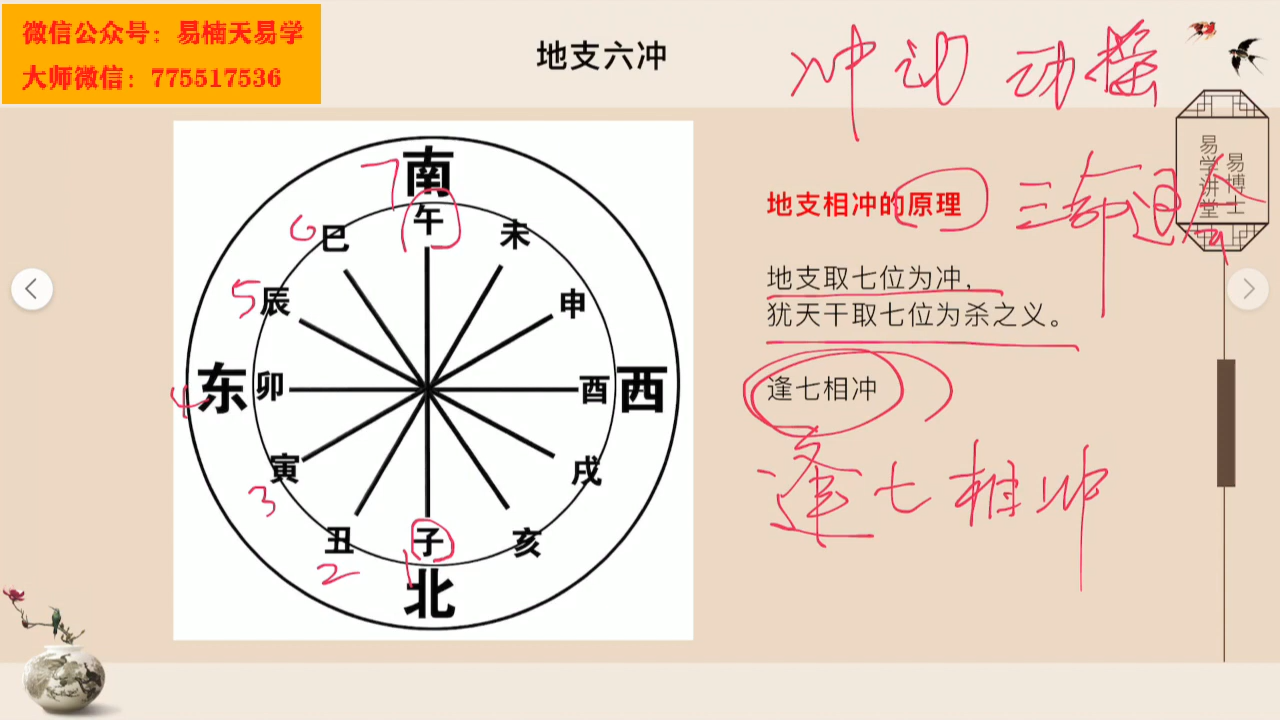 微信公众号：易楠天易学
大师微信：775517536
地支六冲
冲动 动摇
易学讲堂
易博士
地支相冲的原理
三命通会
地支取七位为冲，
犹天干取七位为杀之义。
逢七相冲
逢七相冲
7 南
午
6 巳
未
5 辰
申
4 东 卯
酉 西
寅
戌
3
丑
子
亥
2
1
北